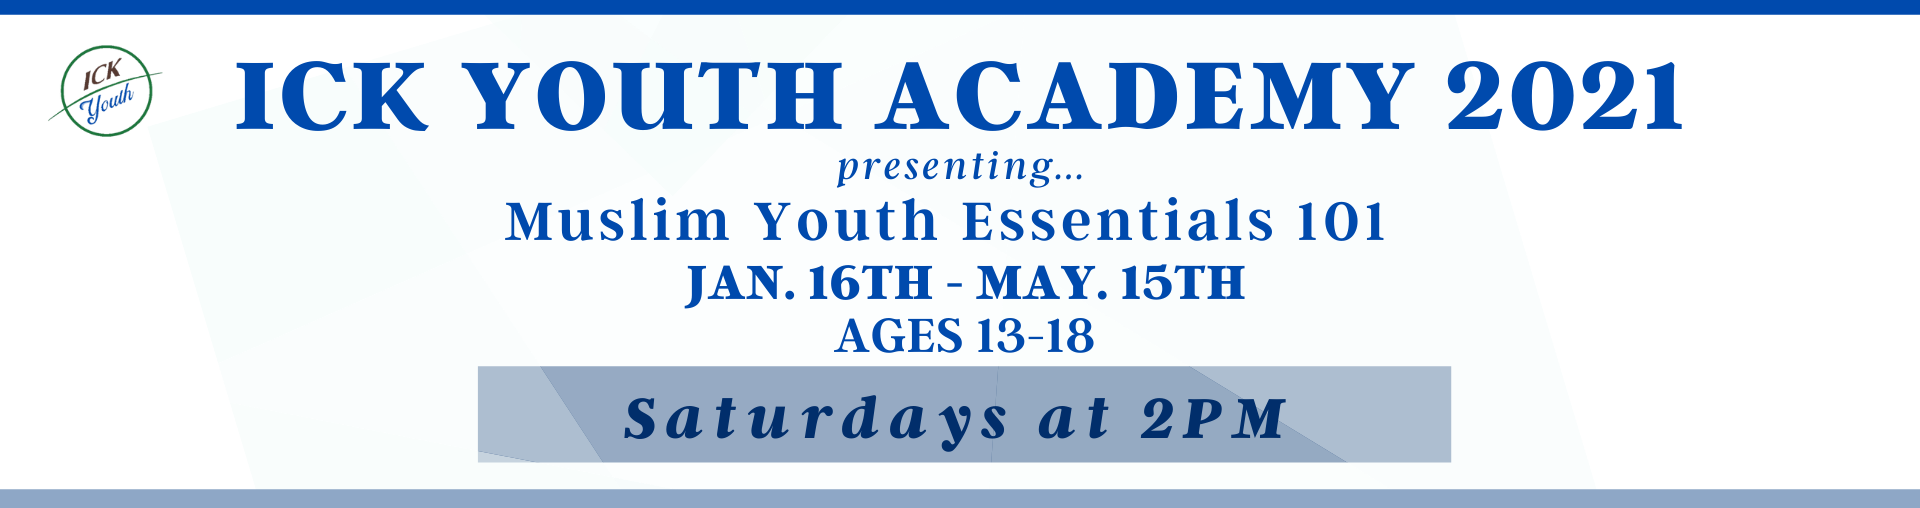 ICK
Youth
ICK YOUTH ACADEMY 2021
presenting...
Muslim Youth Essentials 101
JAN. 16TH - MAY. 15TH
AGES 13-18
Saturdays at 2PM